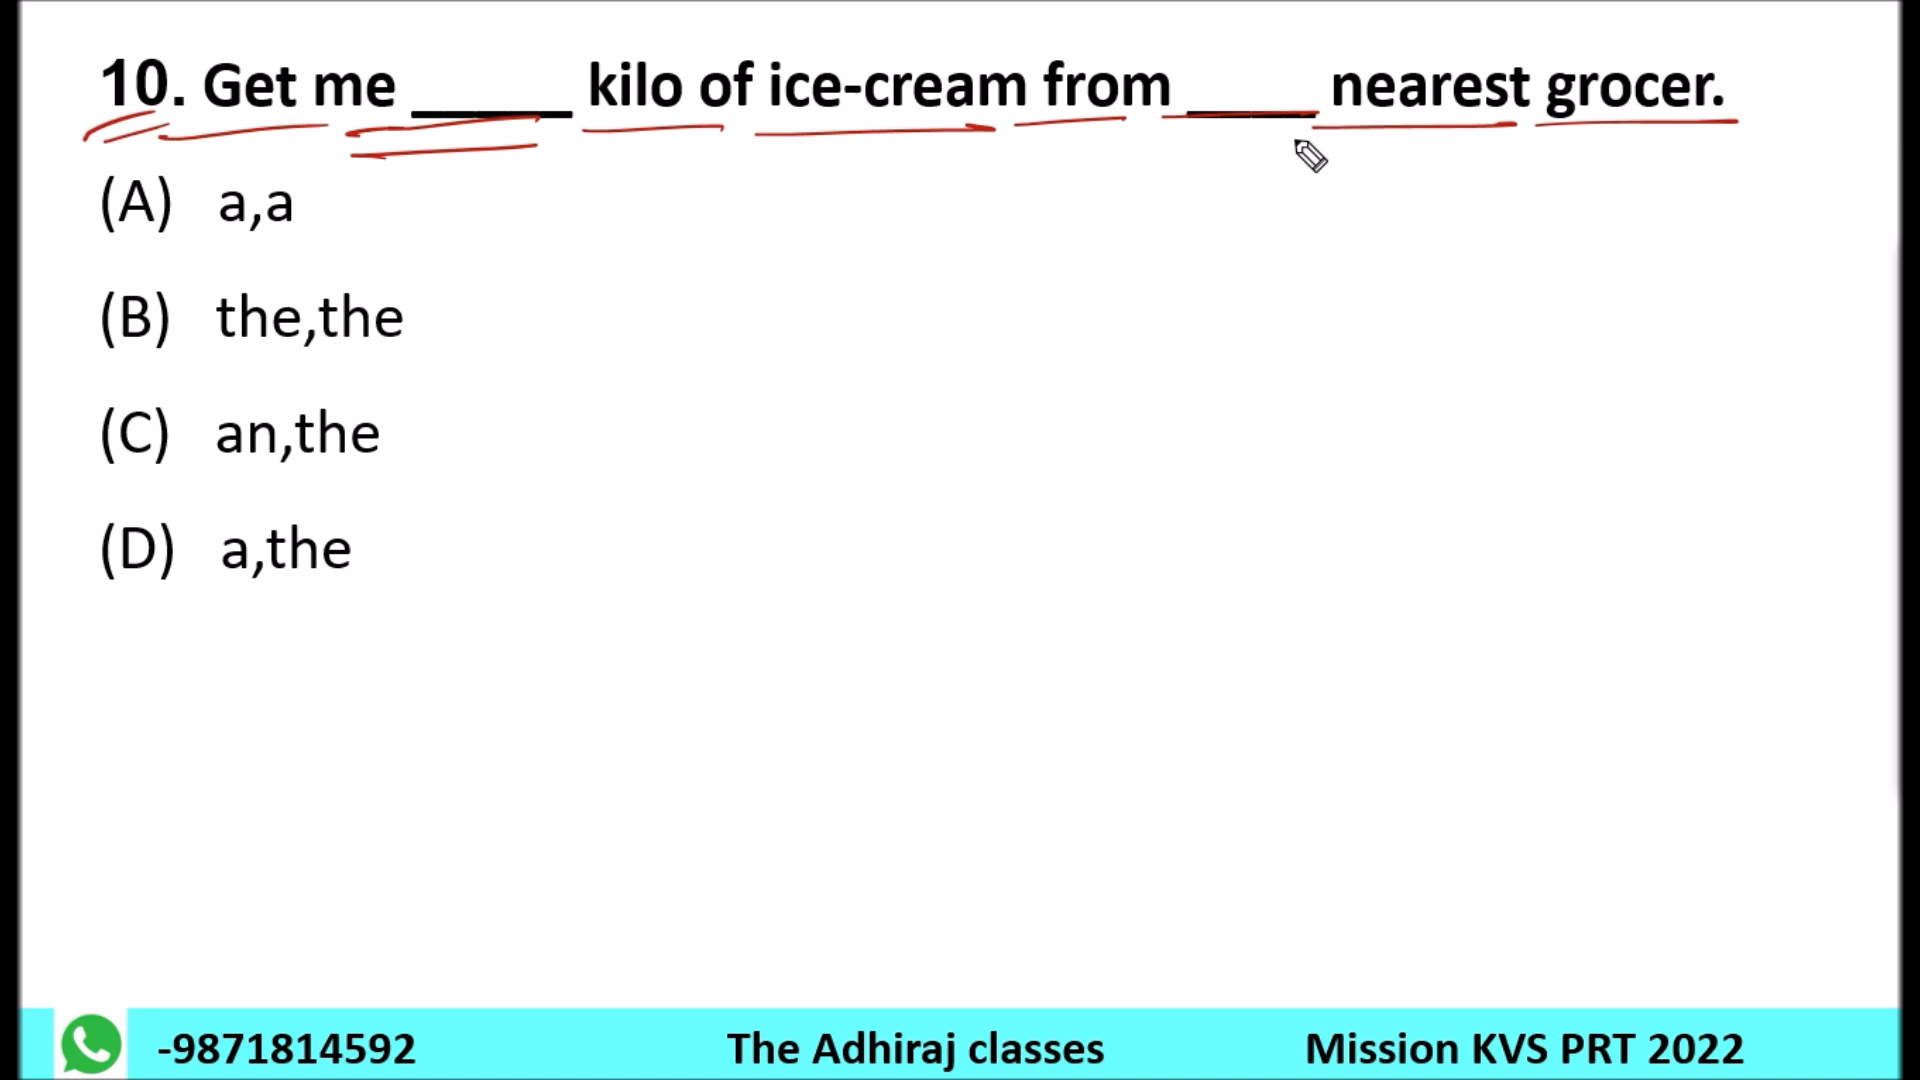 10. Get me _____ kilo of ice-cream from ____ nearest grocer.
(A) a,a
(B) the,the
(C) an,the
(D) a,the
-9871814592 The Adhiraj classes Mission KVS PRT 2022